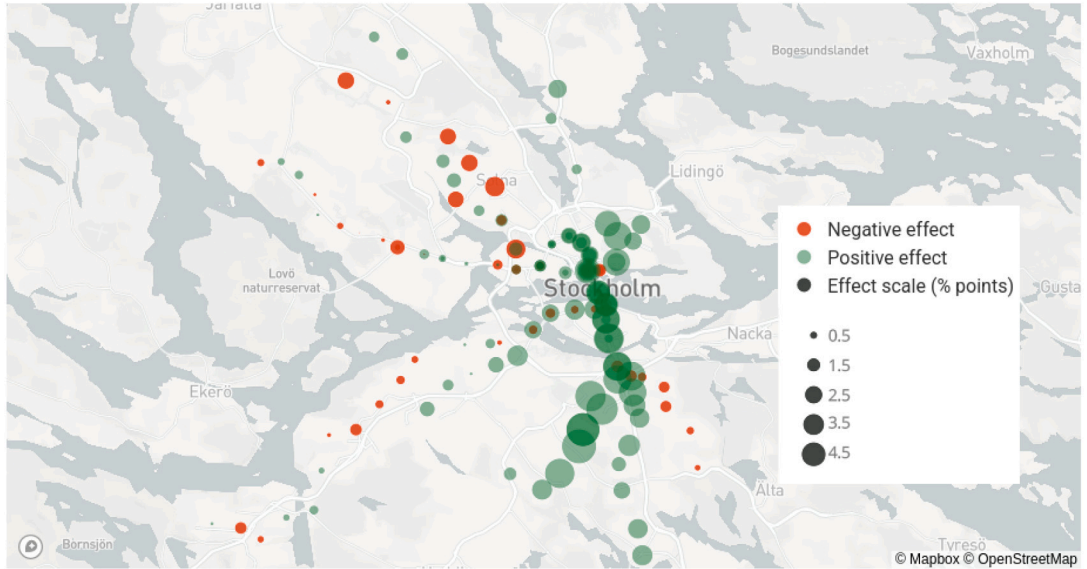 Järfälla
Bogesundslandet
Vaxholm
Lidingö
Solna
Negative effect
Positive effect
Effect scale (% points)
0.5
1.5
2.5
3.5
4.5
Lovö
naturreservat
Stockholm
Gusta
Nacka
Ekerö
Älta
Bornsjön
Tyresö
© Mapbox © OpenStreetMap